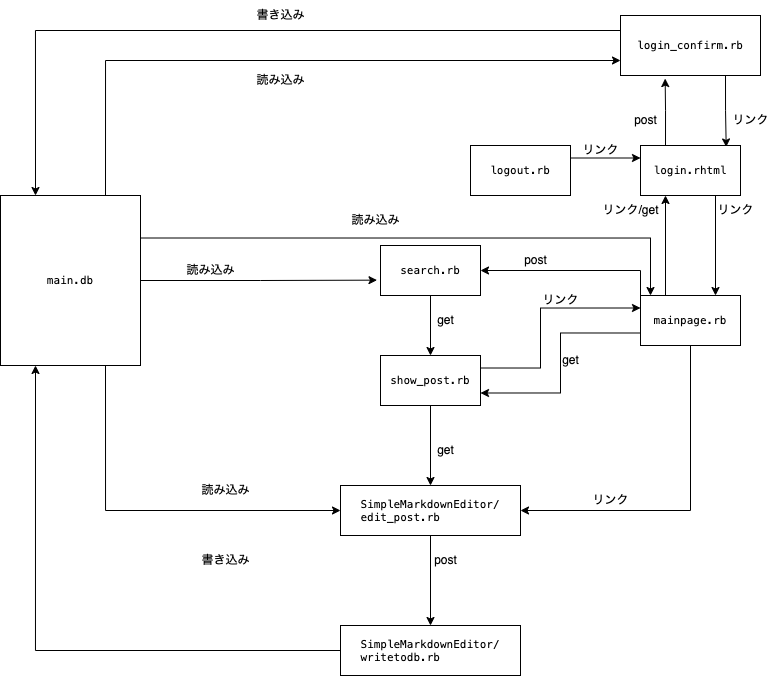 書き込み
login_confirm.rb
読み込み
post
リンク
リンク
logout.rb
login.rhtml
リンク/get
リンク
読み込み
main.db
読み込み
search.rb
post
リンク
mainpage.rb
get
get
show_post.rb
get
読み込み
SimpleMarkdownEditor/
edit_post.rb
リンク
書き込み
post
SimpleMarkdownEditor/
writetodb.rb